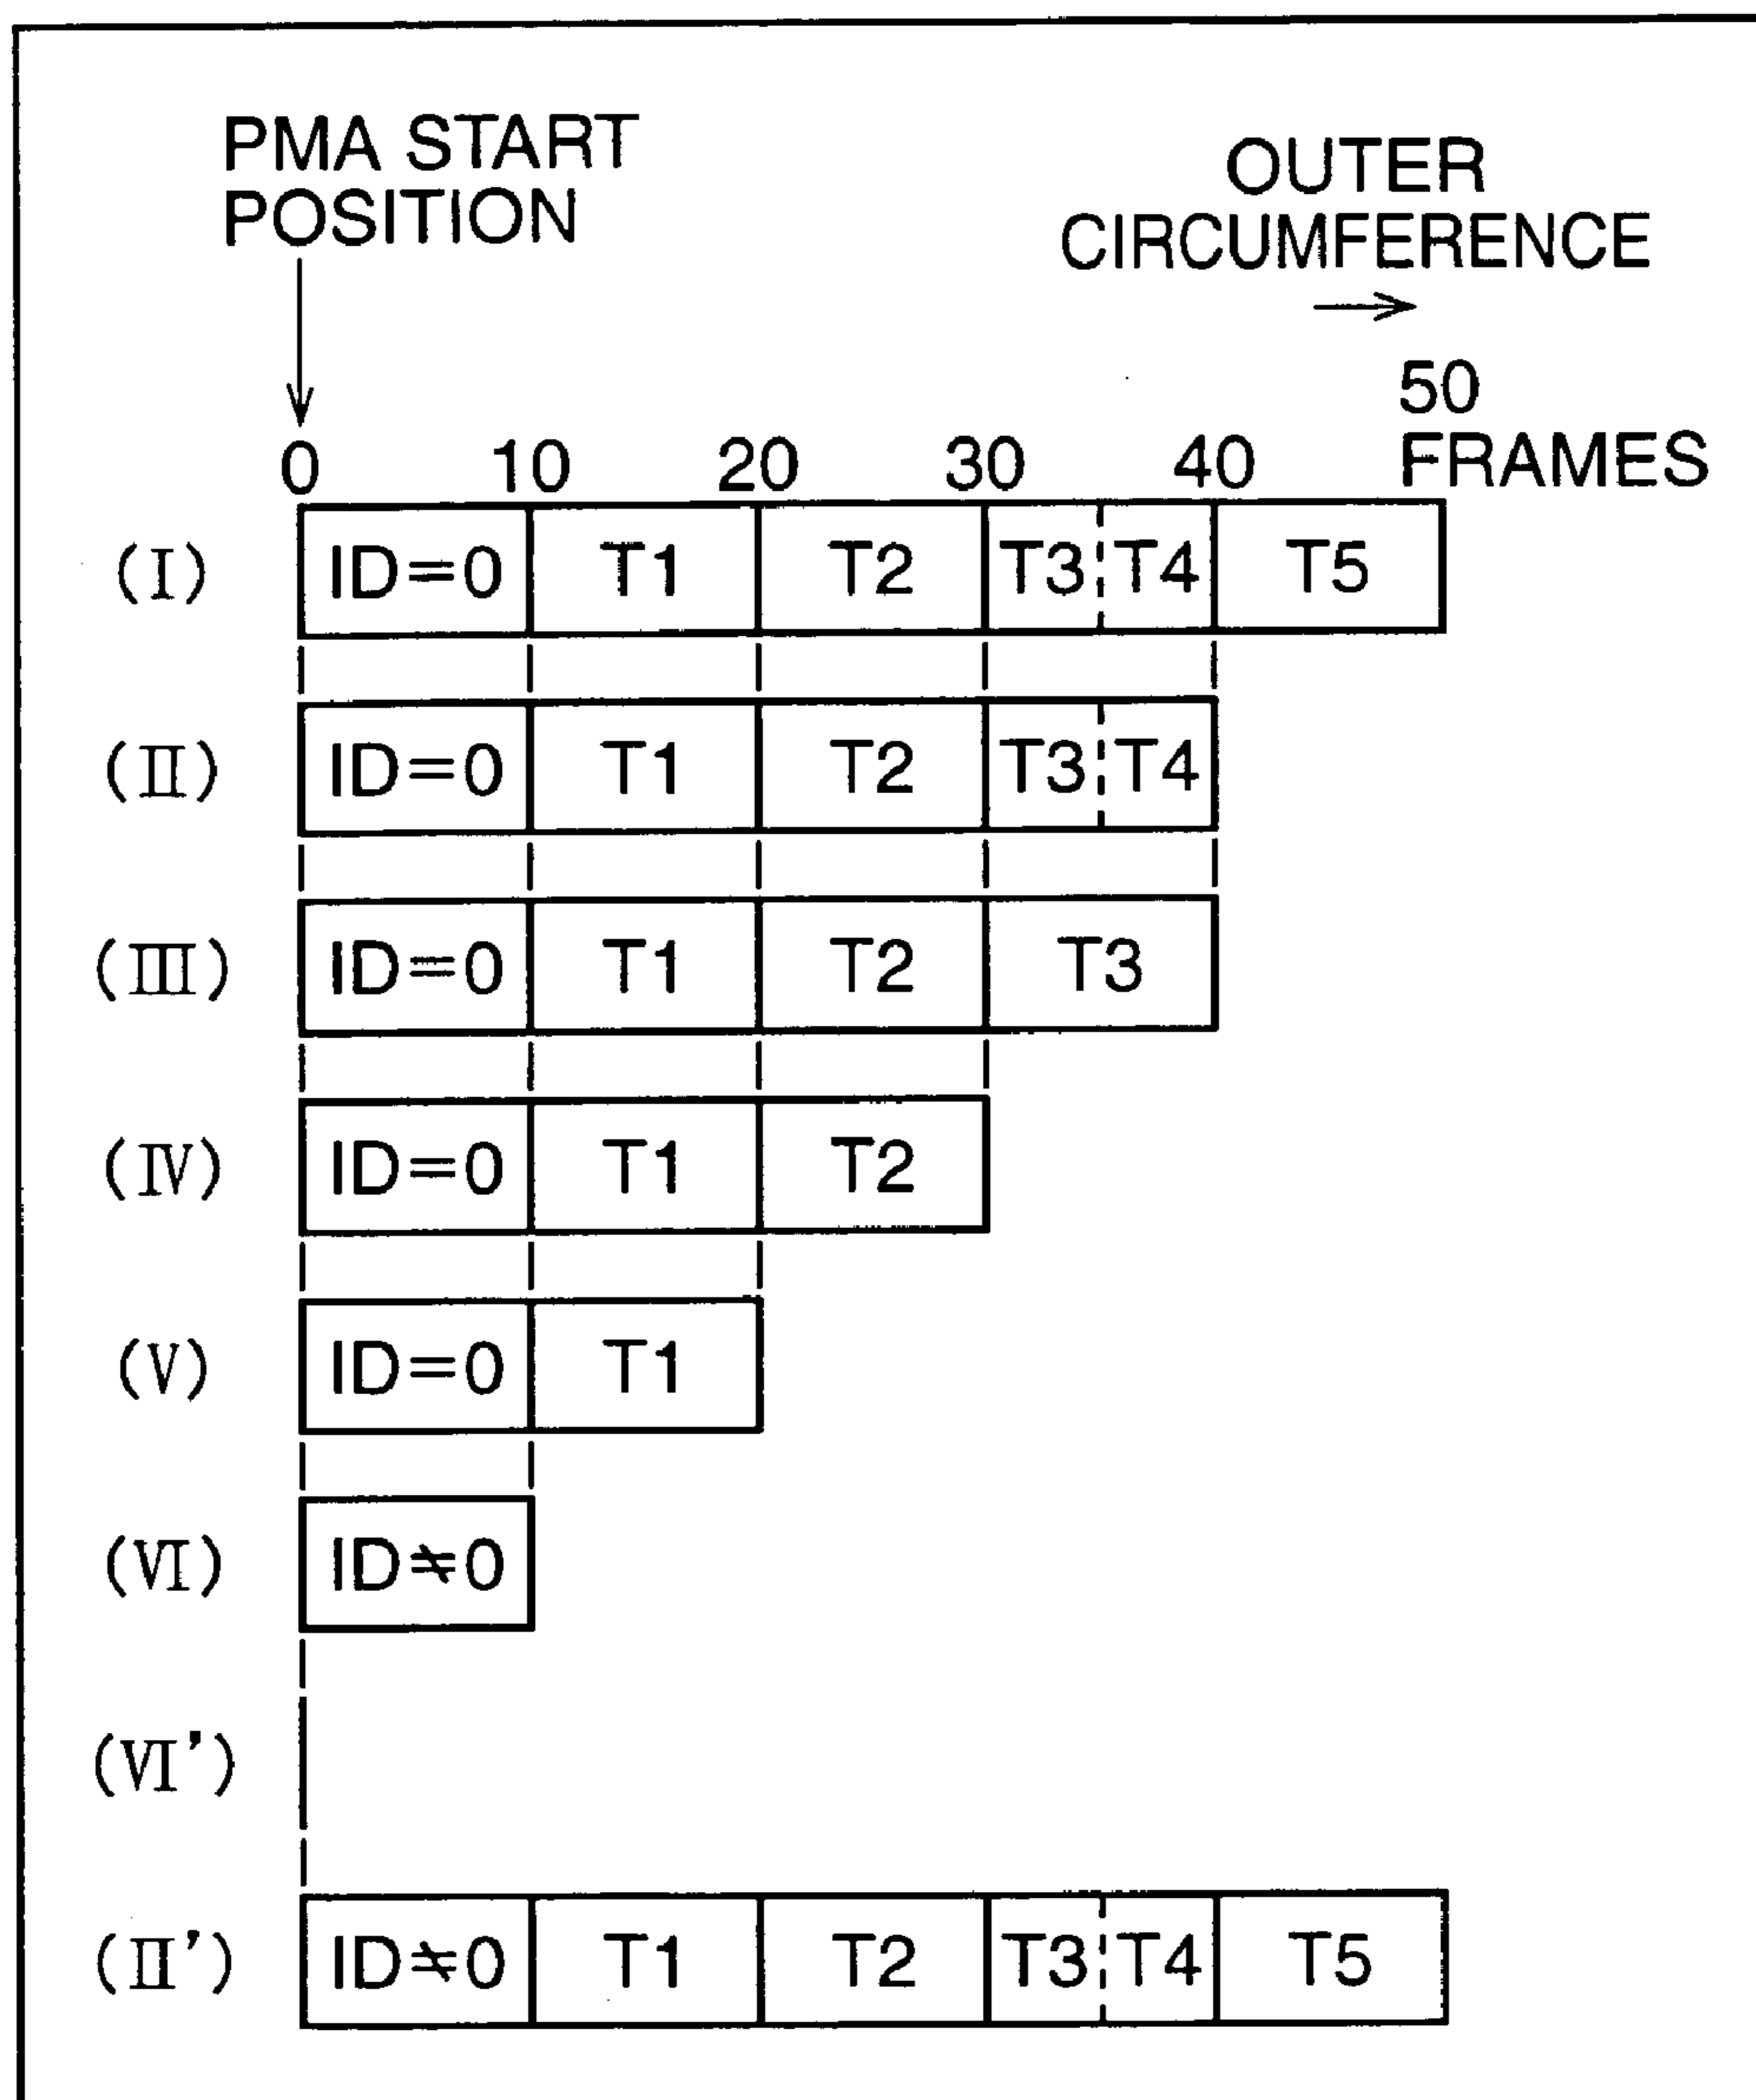 PMA START
POSITION
OUTER
CIRCUMFERENCE
→
50
0 10 20 30 40 FRAMES
(I) ID=0 T1 T2 T3 T4 T5
(II) ID=0 T1 T2 T3 T4
(III) ID=0 T1 T2 T3
(IV) ID=0 T1 T2
(V) ID=0 T1
(VI) ID≠0
(VI')
(II') ID≠0 T1 T2 T3 T4 T5